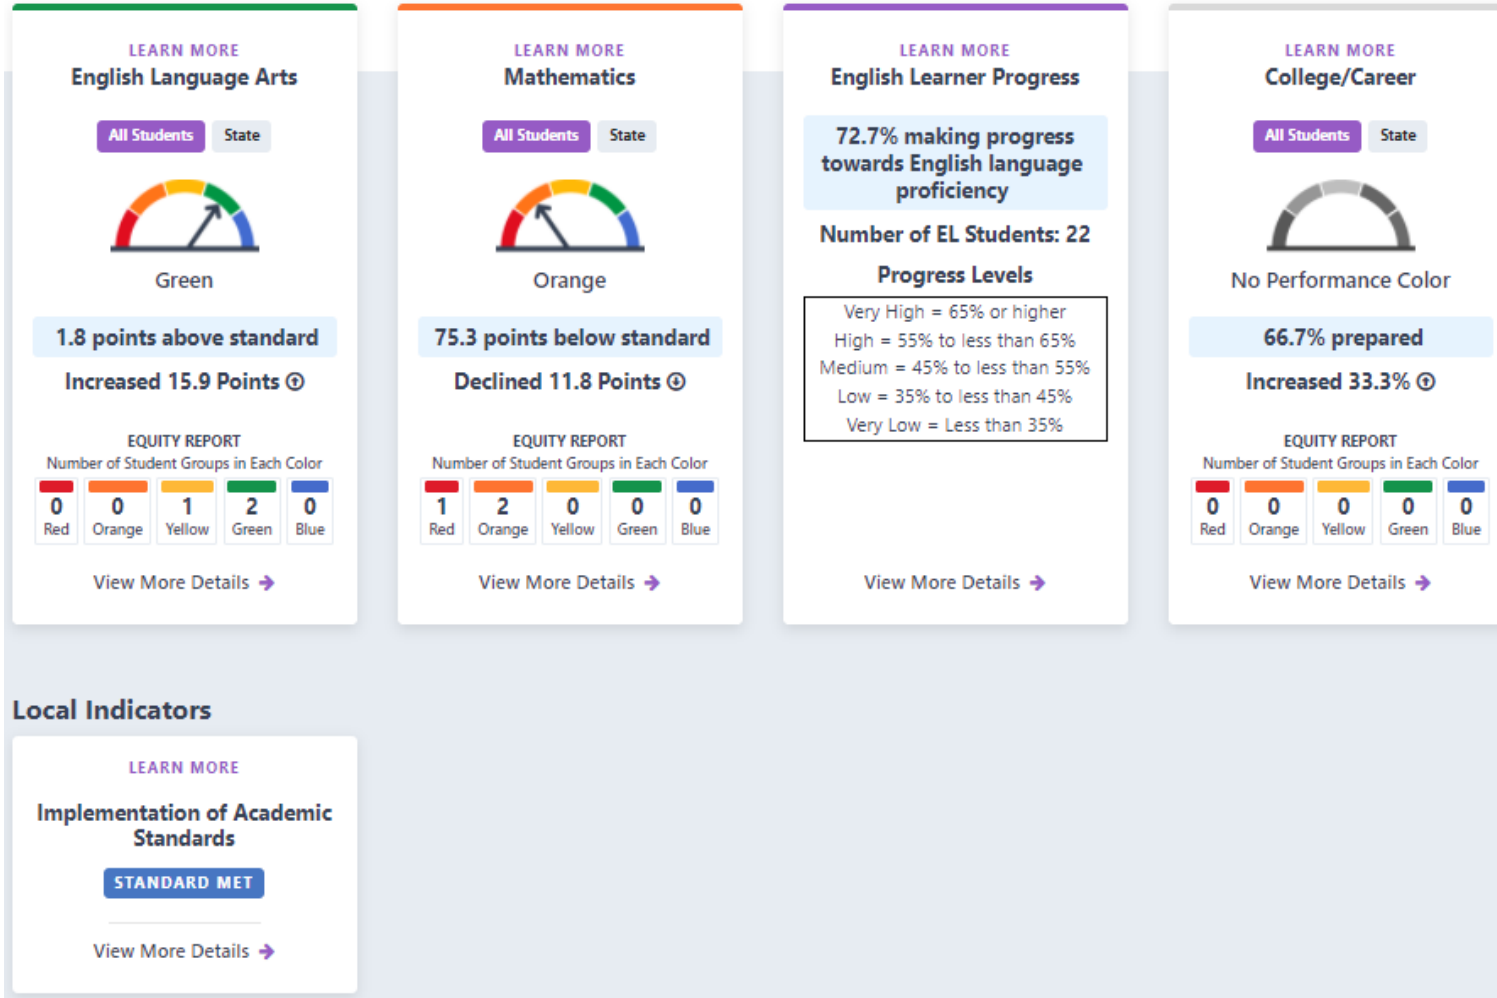 LEARN MORE
English Language Arts
All Students State
Green
1.8 points above standard
Increased 15.9 Points
EQUITY REPORT
Number of Student Groups in Each Color
0 0 1 2 0
Red Orange Yellow Green Blue
View More Details
LEARN MORE
Mathematics
All Students State
Orange
75.3 points below standard
Declined 11.8 Points
EQUITY REPORT
Number of Student Groups in Each Color
1 2 0 0 0
Red Orange Yellow Green Blue
View More Details
LEARN MORE
English Learner Progress
72.7% making progress
towards English language
proficiency
Number of EL Students: 22
Progress Levels
Very High = 65% or higher
High = 55% to less than 65%
Medium = 45% to less than 55%
Low = 35% to less than 45%
Very Low = Less than 35%
View More Details
LEARN MORE
College/Career
All Students State
No Performance Color
66.7% prepared
Increased 33.3%
EQUITY REPORT
Number of Student Groups in Each Color
0 0 0 0 0
Red Orange Yellow Green Blue
View More Details
Local Indicators
LEARN MORE
Implementation of Academic
Standards
STANDARD MET
View More Details